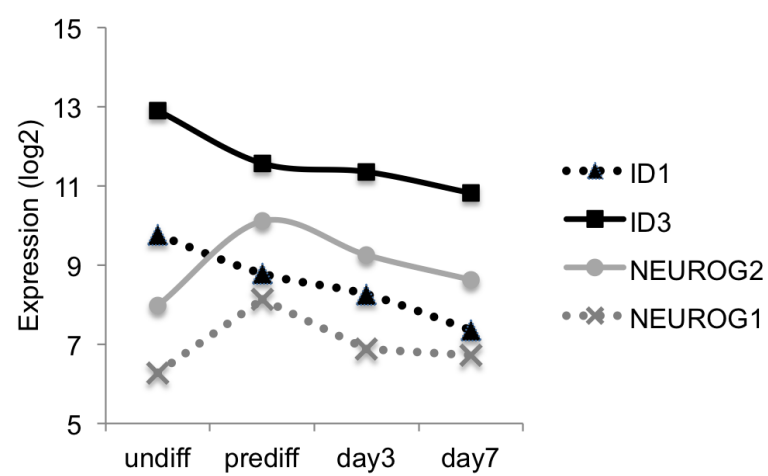 15
13
11
9
7
5
Expression (log2)
undiff prediff day3 day7
ID1
ID3
NEUROG2
NEUROG1